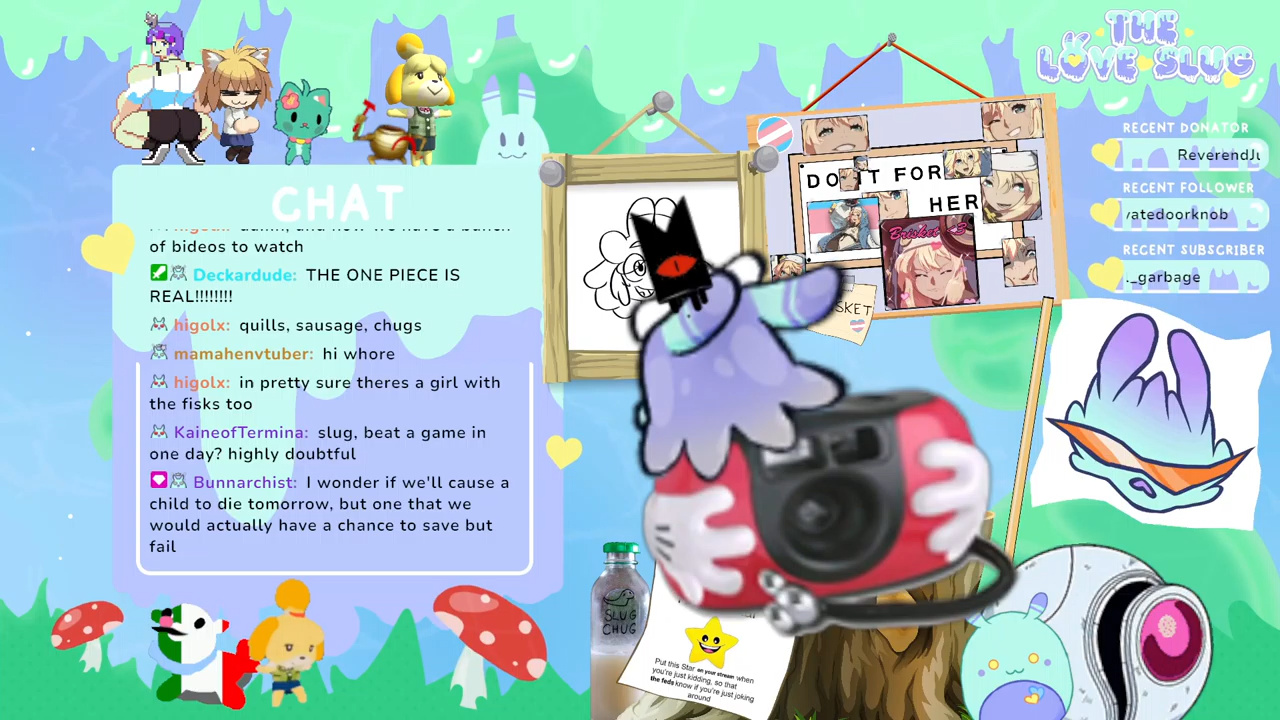 THE
LOVE SLUG
RECENT DONATOR
ReverendJu
RECENT FOLLOWER
vatedoorknob
RECENT SUBSCRIBER
._garbage
CHAT
of bideos to watch
Deckardude: THE ONE PIECE IS
REAL!!!!!!!!
higolx: quills, sausage, chugs
mamahenvtuber: hi whore
higolx: in pretty sure theres a girl with
the fisks too
KaineofTermina: slug, beat a game in
one day? highly doubtful
Bunnarchist: I wonder if we'll cause a
child to die tomorrow, but one that we
would actually have a chance to save but
fail
DO IT FOR
HER
Brisket <3
SKET
SLUG
CHUG
Put this Star on your stream when
you're just kidding, so that
the feds know if you're just joking
around